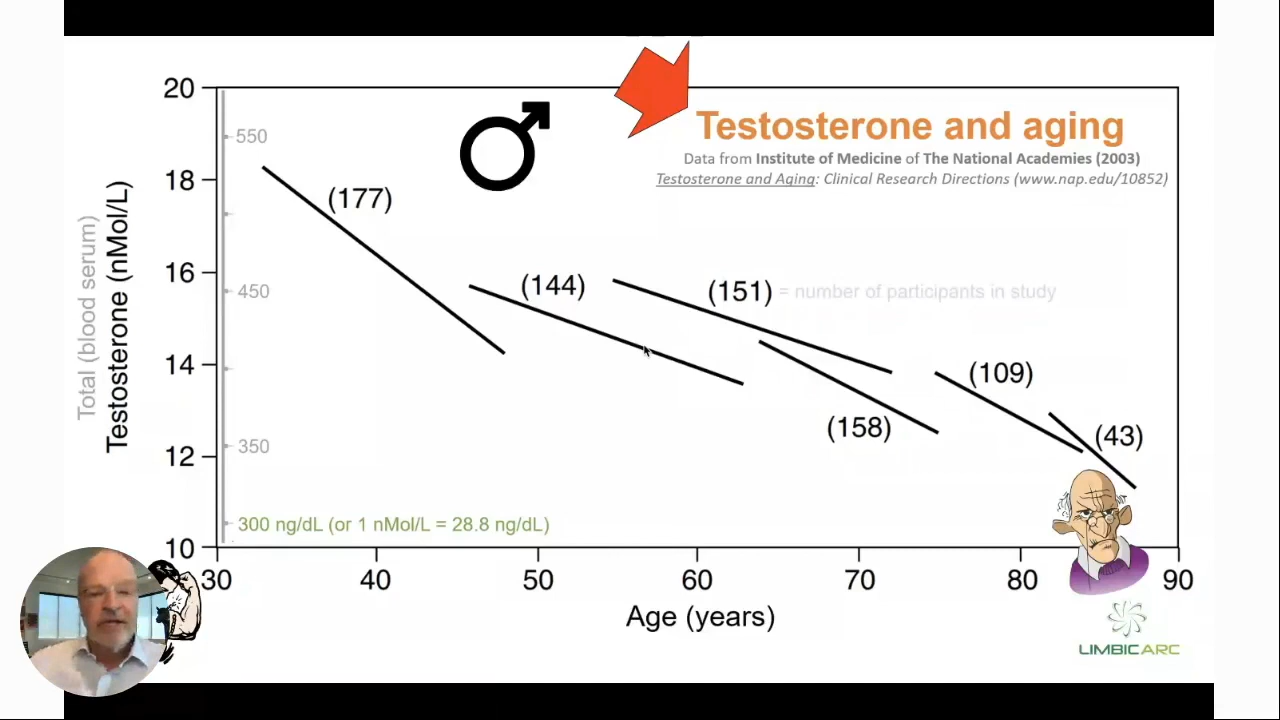 20
18
16
14
12
10
550
450
350
300 ng/dL (or 1 nMol/L = 28.8 ng/dL)
Total (blood serum)
Testosterone (nMol/L)
Testosterone and aging
Data from Institute of Medicine of The National Academies (2003)
Testosterone and Aging: Clinical Research Directions (www.nap.edu/10852)
(177)
(144)
(151) = number of participants in study
(158)
(109)
(43)
30 40 50 60 70 80 90
Age (years)
LIMBIC ARC